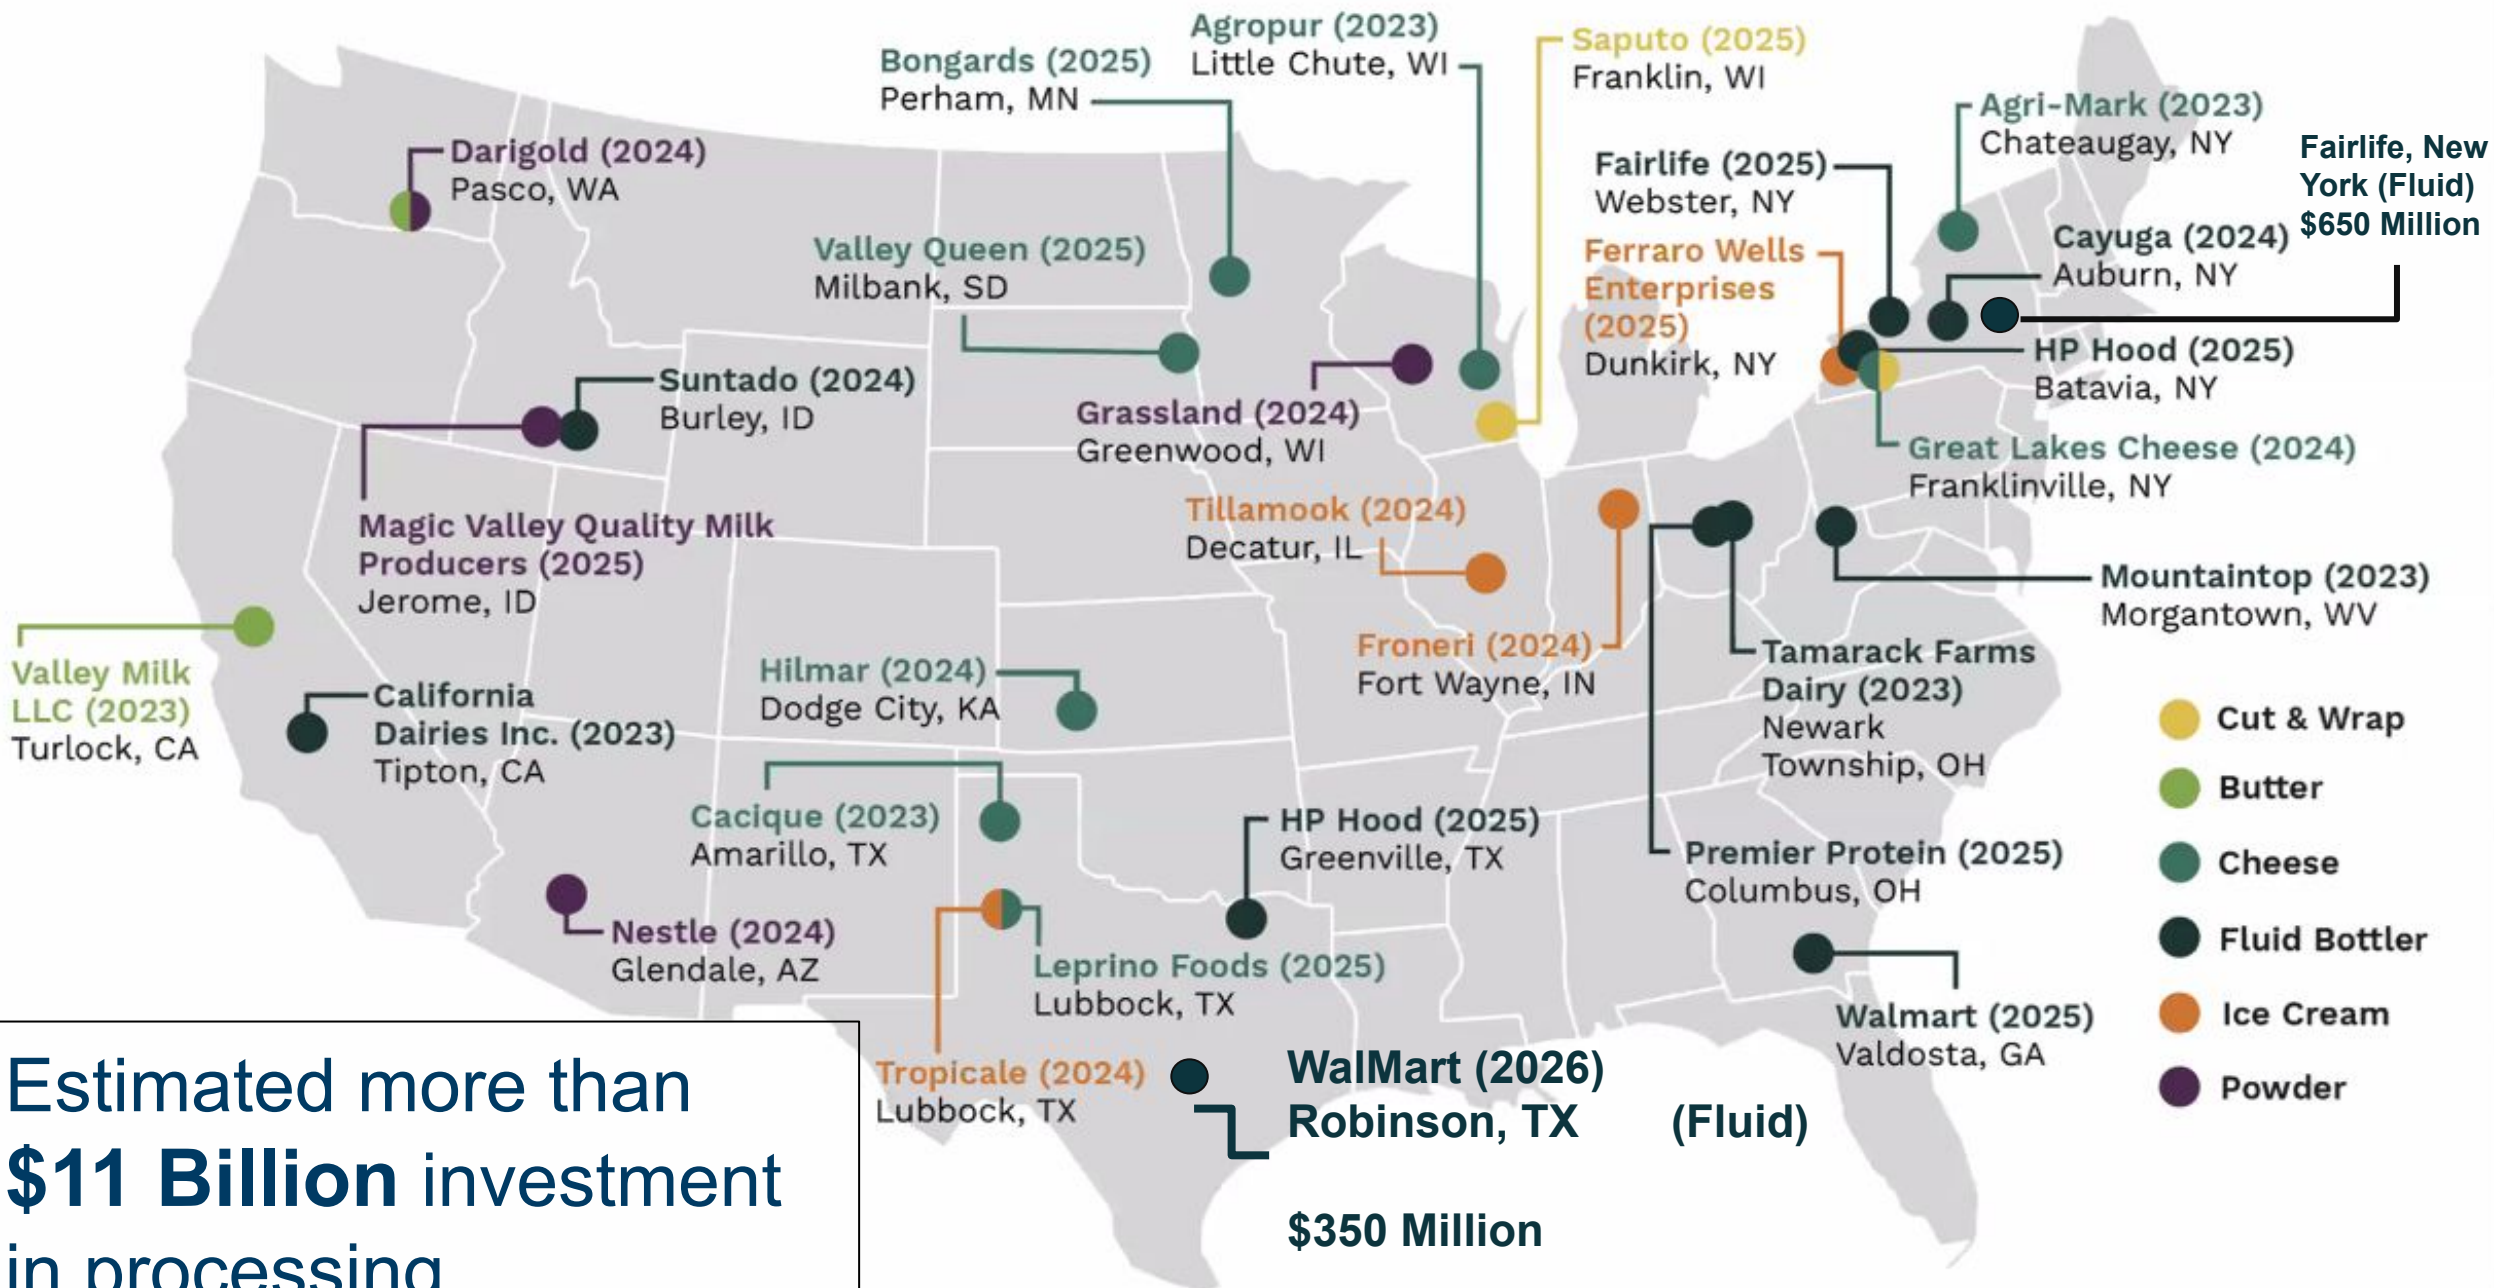 Agropur (2023)
Little Chute, WI
Saputo (2025)
Franklin, WI
Bongards (2025)
Perham, MN
Agri-Mark (2023)
Chateaugay, NY
Fairlife, New
York (Fluid)
$650 Million
Darigold (2024)
Pasco, WA
Fairlife (2025)
Webster, NY
Valley Queen (2025)
Milbank, SD
Ferraro Wells
Enterprises
(2025)
Dunkirk, NY
Cayuga (2024)
Auburn, NY
HP Hood (2025)
Batavia, NY
Suntado (2024)
Burley, ID
Grassland (2024)
Greenwood, WI
Great Lakes Cheese (2024)
Franklinville, NY
Magic Valley Quality Milk
Producers (2025)
Jerome, ID
Tillamook (2024)
Decatur, IL
Mountaintop (2023)
Morgantown, WV
Valley Milk
LLC (2023)
Turlock, CA
California
Dairies Inc. (2023)
Tipton, CA
Hilmar (2024)
Dodge City, KA
Froneri (2024)
Fort Wayne, IN
Tamarack Farms
Dairy (2023)
Newark
Township, OH
Cacique (2023)
Amarillo, TX
HP Hood (2025)
Greenville, TX
Premier Protein (2025)
Columbus, OH
Nestle (2024)
Glendale, AZ
Leprino Foods (2025)
Lubbock, TX
Walmart (2025)
Valdosta, GA
Tropicale (2024)
Lubbock, TX
WalMart (2026)
Robinson, TX (Fluid)
$350 Million
Cut & Wrap
Butter
Cheese
Fluid Bottler
Ice Cream
Powder
Estimated more than
$11 Billion investment
in processing